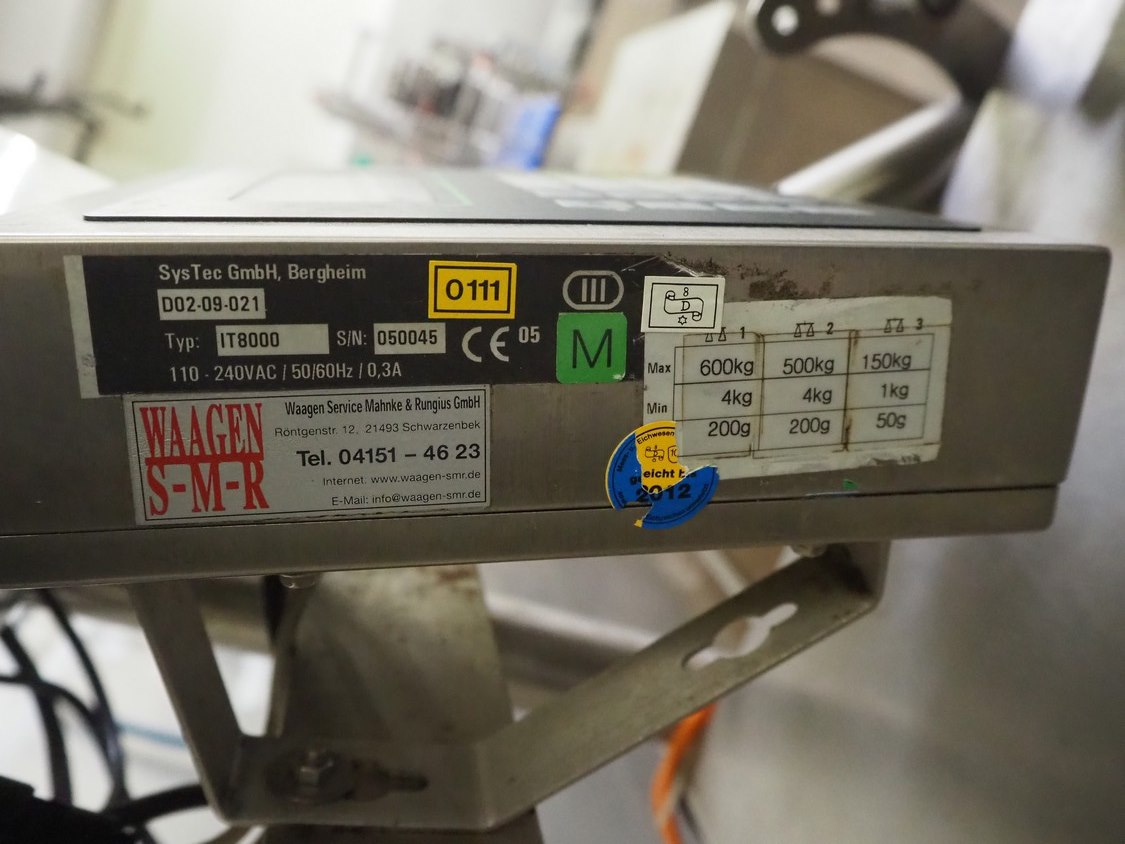 SysTec GmbH, Bergheim
D02-09-021
Typ: IT8000 S/N: 050045
110 - 240VAC / 50/60Hz / 0,3A
0111
III
CE 05
M
8
D
WAAGEN
S-M-R
Waagen Service Mahnke & Rungius GmbH
Röntgenstr. 12, 21493 Schwarzenbek
Tel. 04151 – 46 23
Internet. www.waagen-smr.de
E-Mail: info@waagen-smr.de
1 2 3
Max 600kg 500kg 150kg
Min 4kg 4kg 1kg
200g 200g 50g
Eichwesen
eicht
2012